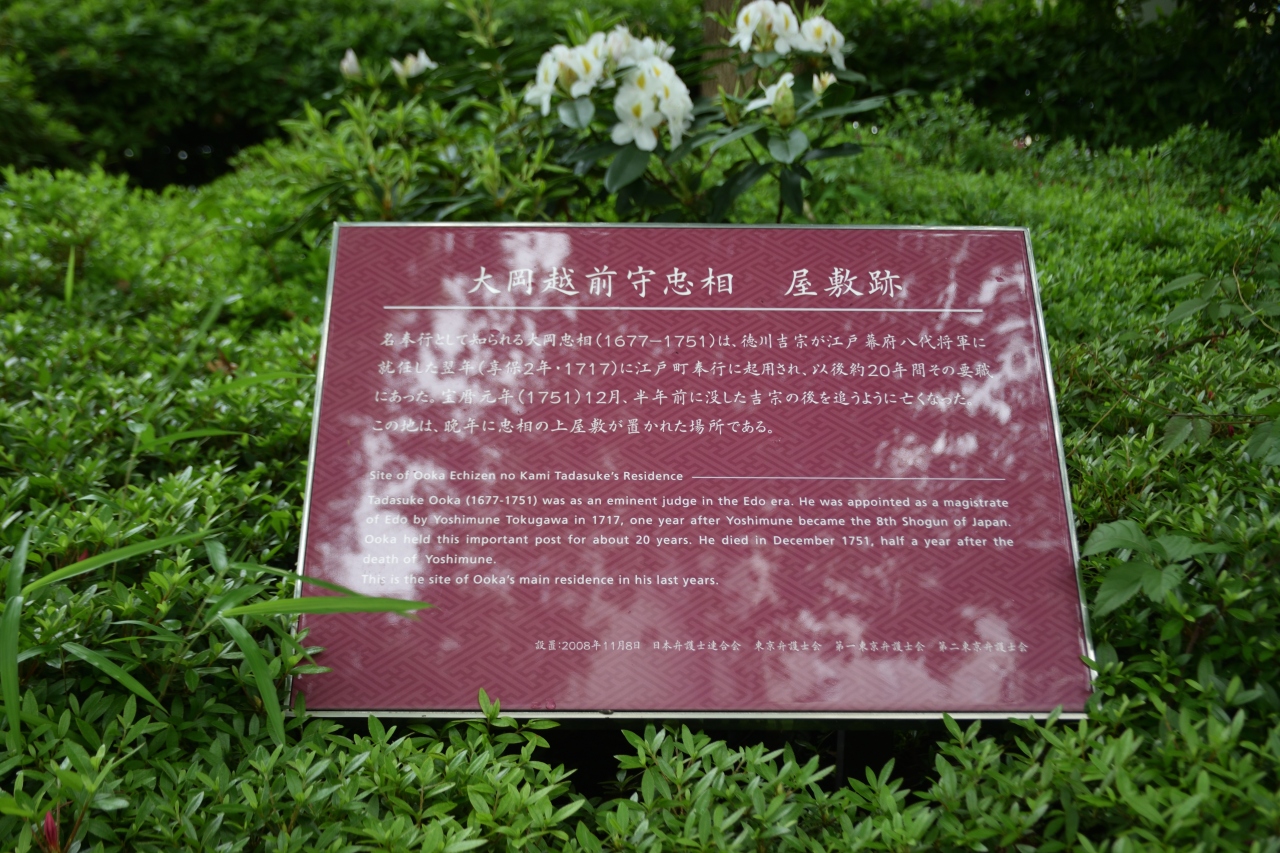 大岡越前守忠相　屋敷跡
名奉行として知られる大岡忠相(1677−1751)は、徳川吉宗が江戸幕府八代将軍に
就任した翌年(享保2年・1717)に江戸町奉行に起用され、以後約20年間その要職
にあった。宝暦元年(1751)12月、半年前に没した吉宗の後を追うように亡くなった。
この地は、晩年に忠相の上屋敷が置かれた場所である。
Site of Ooka Echizen no Kami Tadasuke's Residence
Tadasuke Ooka (1677-1751) was as an eminent judge in the Edo era. He was appointed as a magistrate
of Edo by Yoshimune Tokugawa in 1717, one year after Yoshimune became the 8th Shogun of Japan.
Ooka held this important post for about 20 years. He died in December 1751, half a year after the
death of Yoshimune.
This is the site of Ooka's main residence in his last years.
設置:2008年11月8日　日本弁護士連合会　東京弁護士会　第一東京弁護士会　第二東京弁護士会